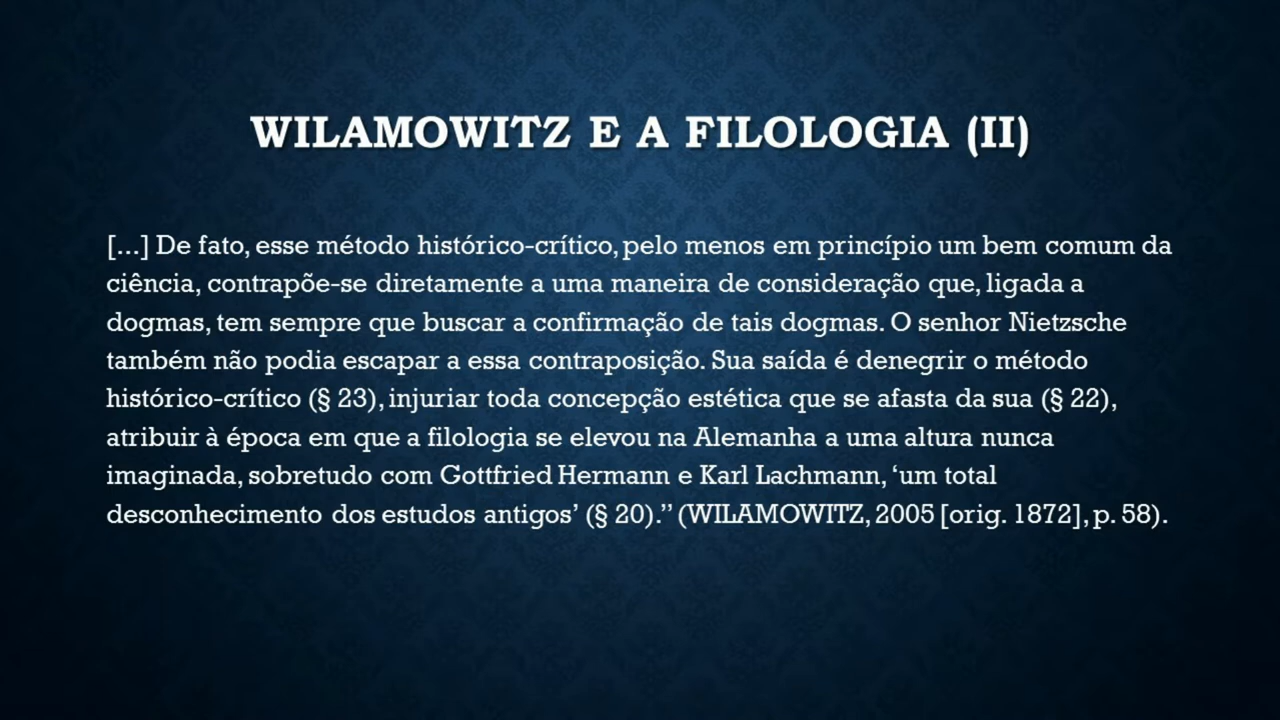 WILAMOWITZ E A FILOLOGIA (II)
[...] De fato, esse método histórico-crítico, pelo menos em princípio um bem comum da
ciência, contrapõe-se diretamente a uma maneira de consideração que, ligada a
dogmas, tem sempre que buscar a confirmação de tais dogmas. O senhor Nietzsche
também não podia escapar a essa contraposição. Sua saída é denegrir o método
histórico-crítico (§ 23), injuriar toda concepção estética que se afasta da sua (§ 22),
atribuir à época em que a filologia se elevou na Alemanha a uma altura nunca
imaginada, sobretudo com Gottfried Hermann e Karl Lachmann, ‘um total
desconhecimento dos estudos antigos’ (§ 20).” (WILAMOWITZ, 2005 [orig. 1872], p. 58).